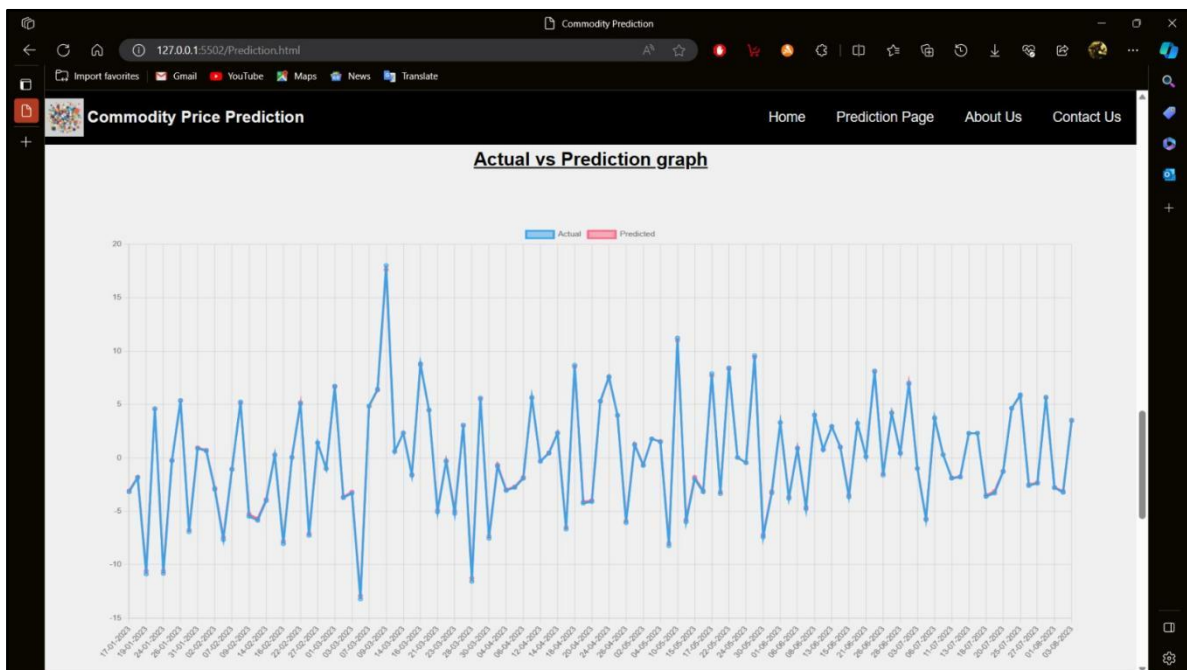 Commodity Prediction
127.0.0.1:5502/Prediction.html
Import favorites Gmail YouTube Maps News Translate
Commodity Price Prediction Home Prediction Page About Us Contact Us
Actual vs Prediction graph
Actual Predicted
20
15
10
5
0
-5
-10
-15
17-01-2023 19-01-2023 24-01-2023 26-01-2023 31-01-2023 02-02-2023 07-02-2023 09-02-2023 14-02-2023 17-02-2023 22-02-2023 27-02-2023 01-03-2023 03-03-2023 07-03-2023 09-03-2023 14-03-2023 16-03-2023 21-03-2023 23-03-2023 28-03-2023 30-03-2023 04-04-2023 06-04-2023 12-04-2023 14-04-2023 18-04-2023 20-04-2023 24-04-2023 26-04-2023 02-05-2023 04-05-2023 10-05-2023 15-05-2023 17-05-2023 22-05-2023 24-05-2023 30-05-2023 01-06-2023 06-06-2023 08-06-2023 13-06-2023 15-06-2023 21-06-2023 26-06-2023 28-06-2023 03-07-2023 06-07-2023 11-07-2023 13-07-2023 18-07-2023 20-07-2023 25-07-2023 27-07-2023 01-08-2023 03-08-2023